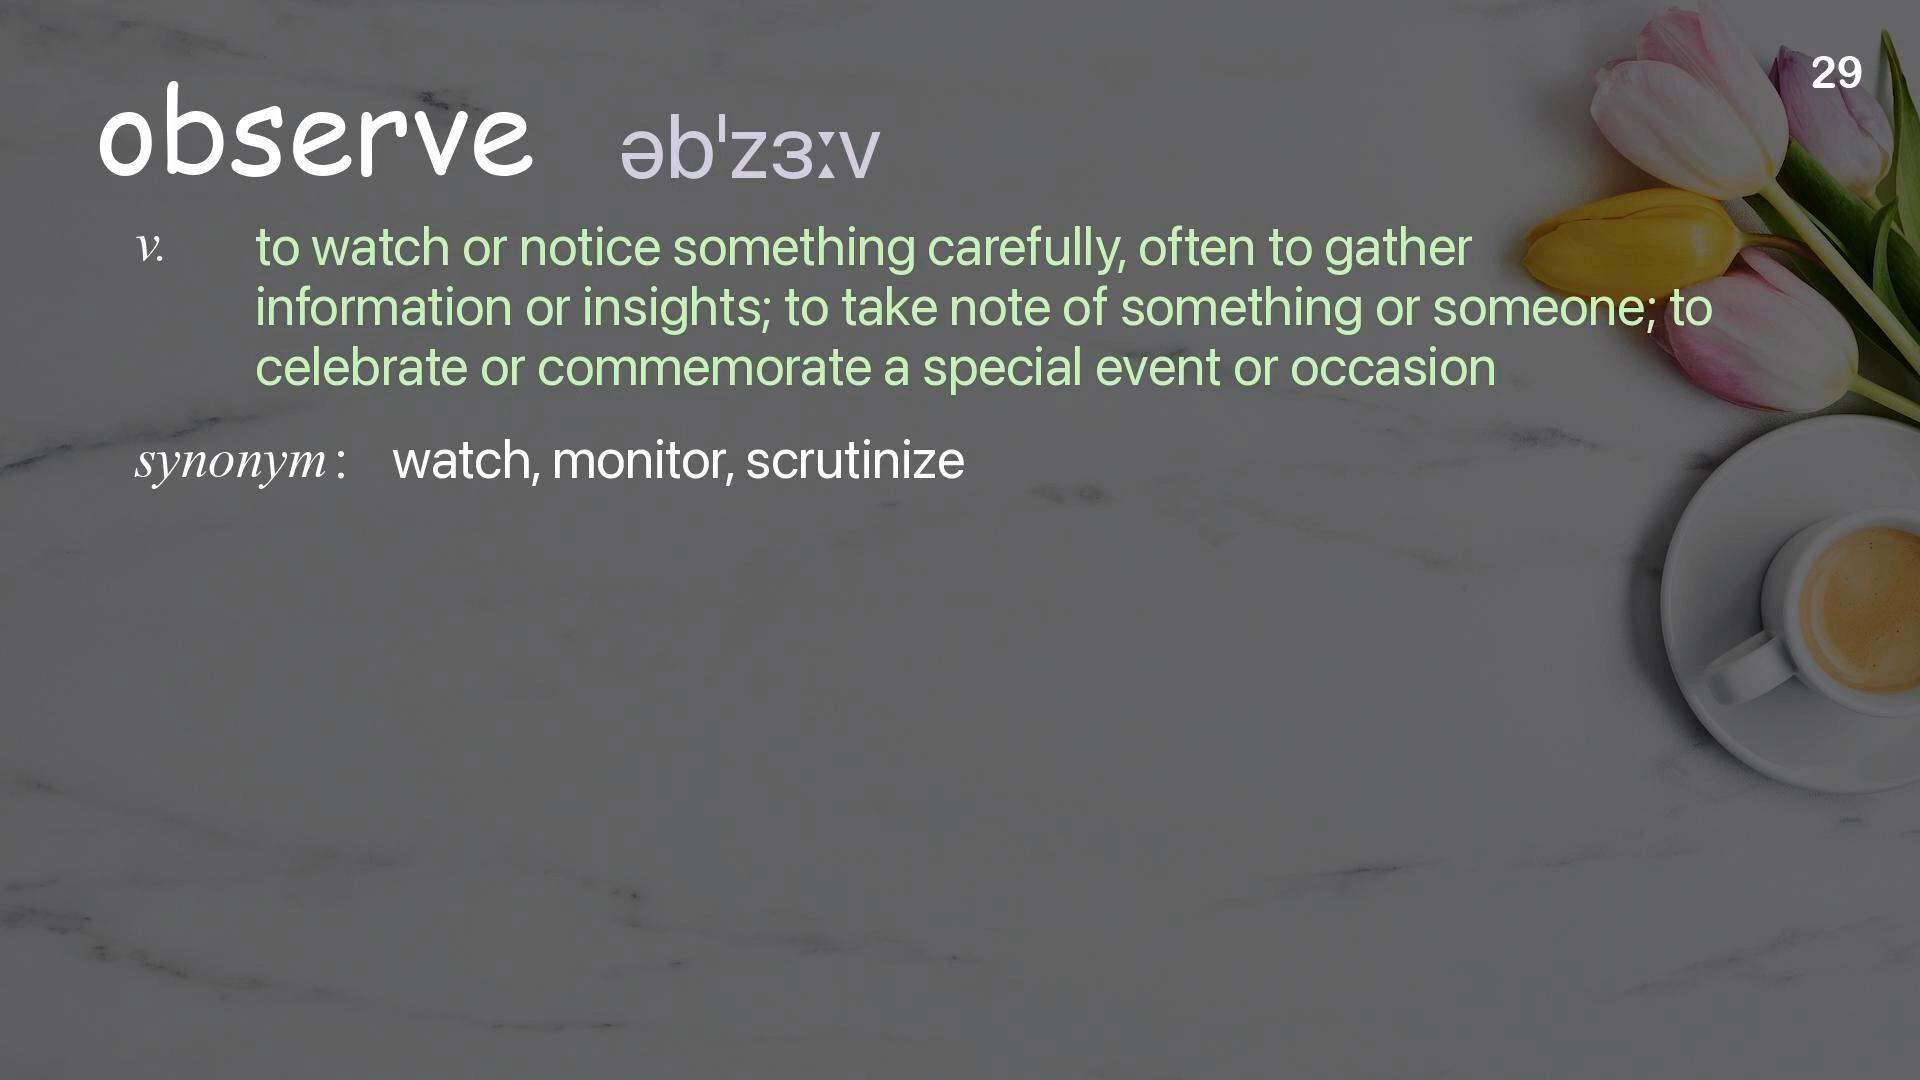 29
observe əbˈzɜːv
v. to watch or notice something carefully, often to gather
information or insights; to take note of something or someone; to
celebrate or commemorate a special event or occasion
synonym : watch, monitor, scrutinize